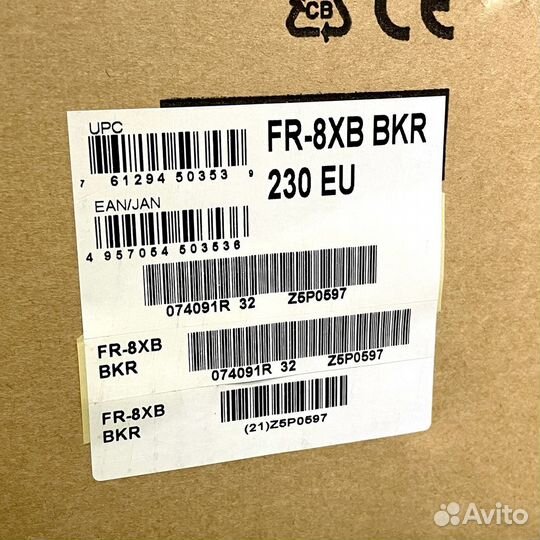 CB CE
UPC
FR-8XB BKR
7 61294 50353 9
230 EU
EAN/JAN
4 957054 503536
074091R 32 Z5P0597
FR-8XB
BKR
074091R 32 Z5P0597
FR-8XB
BKR
(21)Z5P0597
Avito